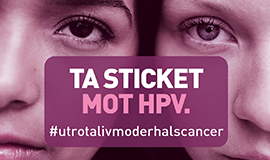 TA STICKET
MOT HPV.
#utrotalivmoderhalscancer